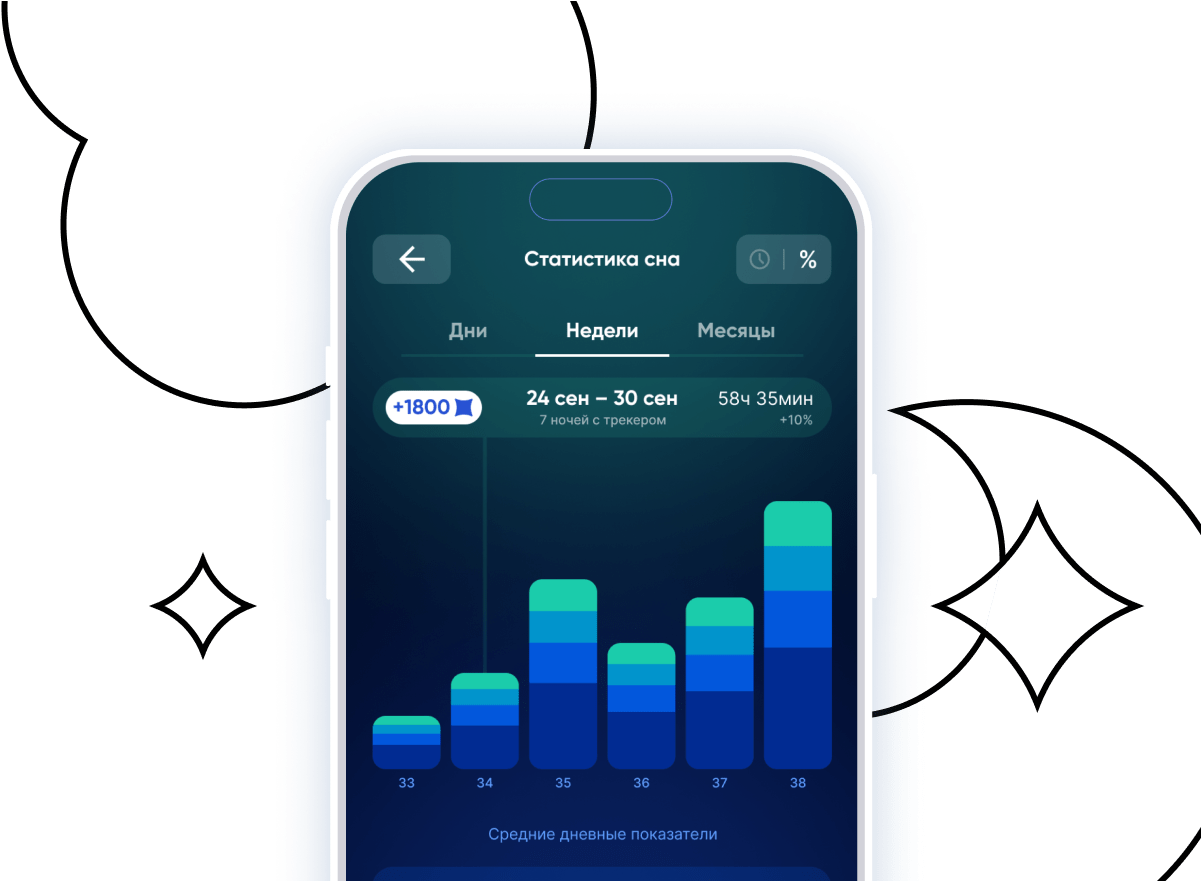 Статистика сна
%
Дни Недели Месяцы
+1800
24 сен – 30 сен
7 ночей с трекером
58ч 35мин
+10%
33 34 35 36 37 38
Средние дневные показатели